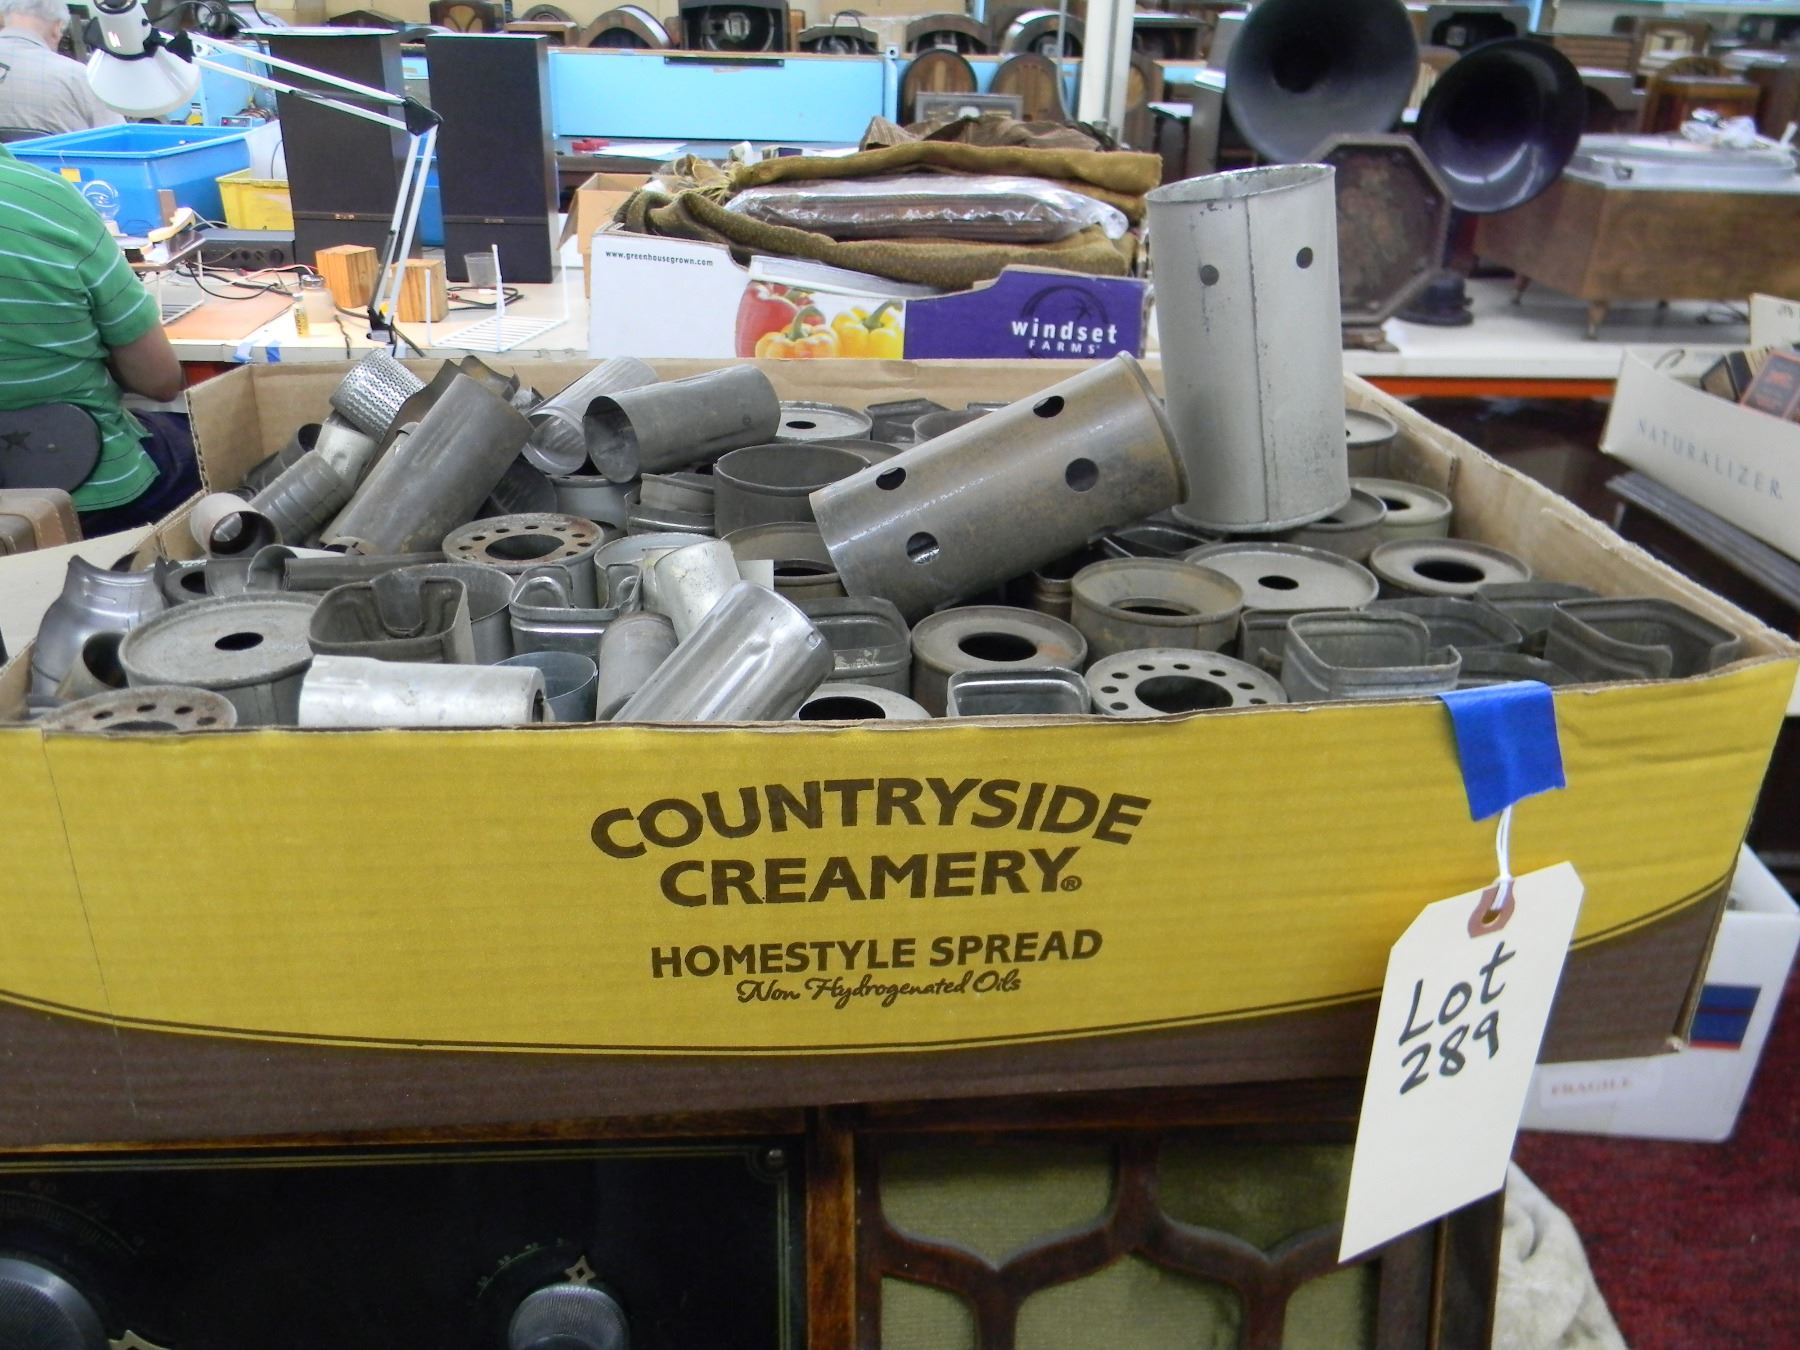 www.greenhousegrown.com
windset
FARMS
NATURALIZER
COUNTRYSIDE
CREAMERY®
HOMESTYLE SPREAD
Non Hydrogenated Oils
Lot
289
FRAGILE